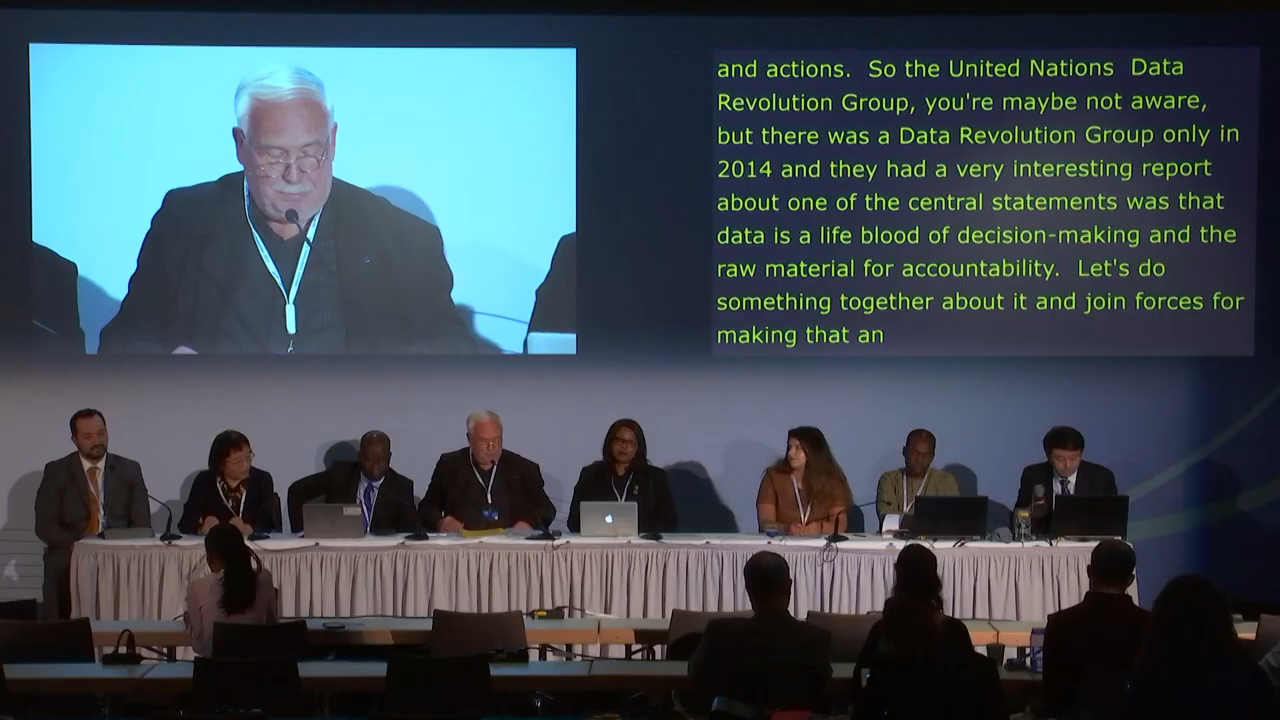 and actions.  So the United Nations  Data
Revolution Group, you're maybe not aware,
but there was a Data Revolution Group only in
2014 and they had a very interesting report
about one of the central statements was that
data is a life blood of decision-making and the
raw material for accountability.  Let's do
something together about it and join forces for
making that an